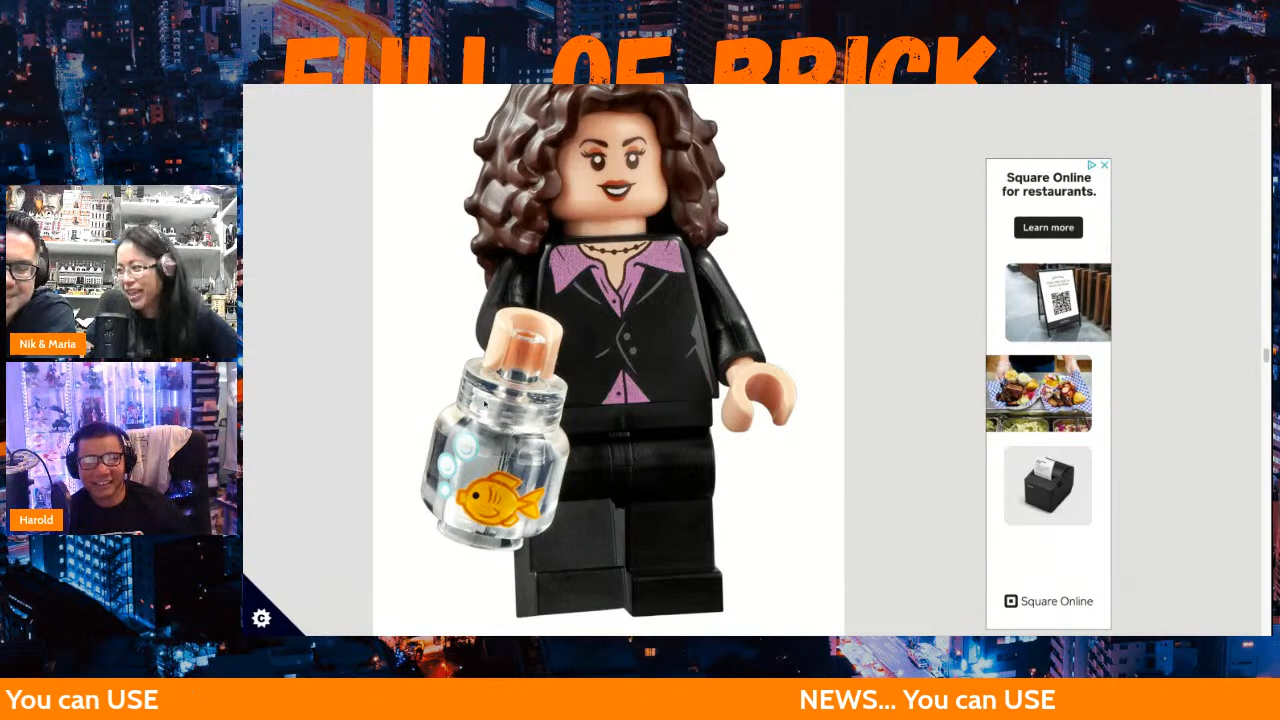 FULL OF BRICK
Square Online
for restaurants.
Learn more
Nik & Maria
Harold
C
Square Online
You can USE
NEWS... You can USE